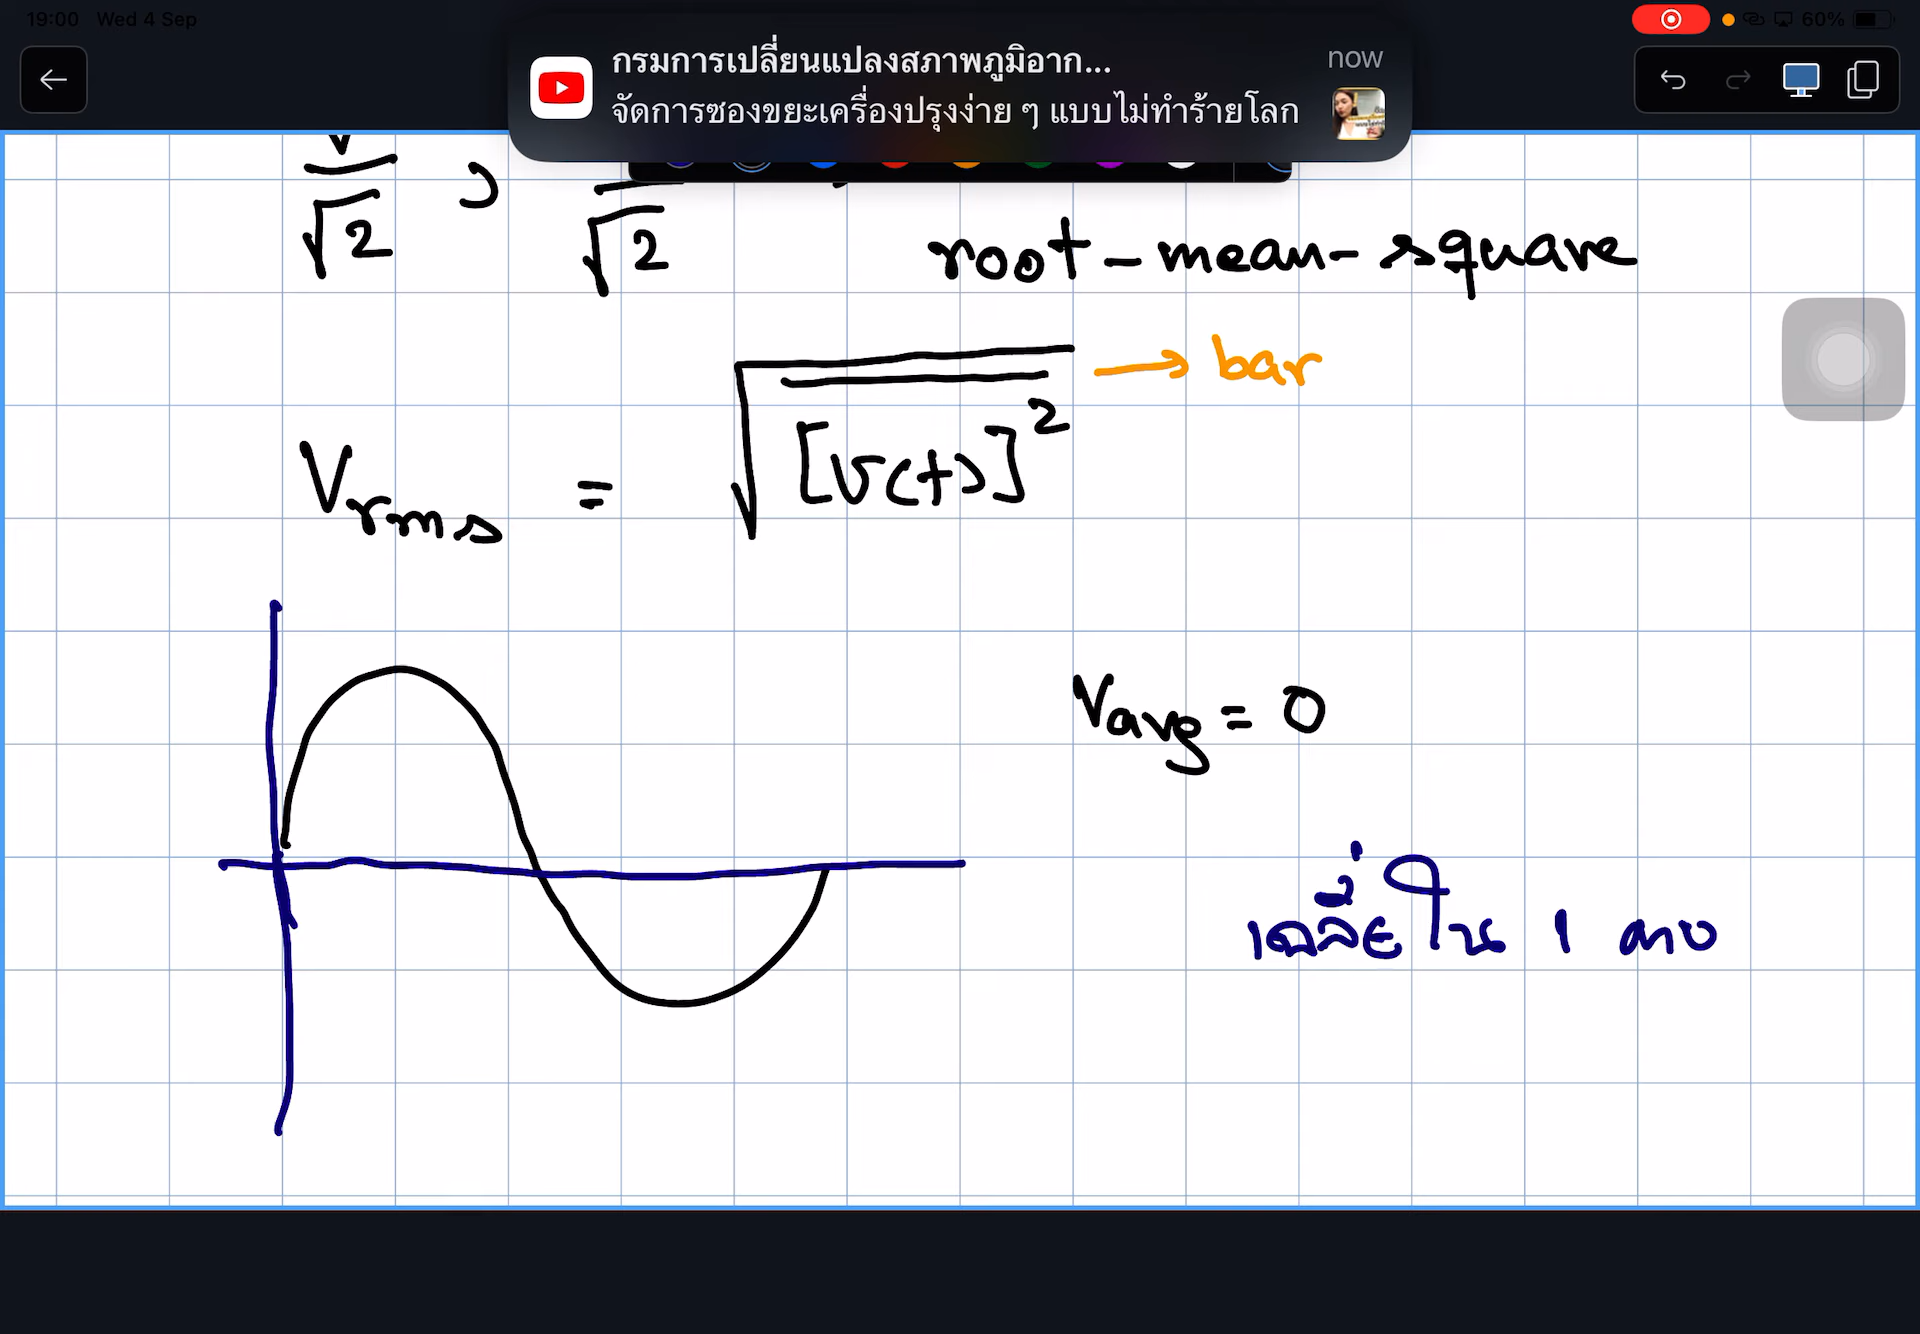 19:00 Wed 4 Sep
60%
กรมการเปลี่ยนแปลงสภาพภูมิอาก...
now
จัดการซองขยะเครื่องปรุงง่าย ๆ แบบไม่ทำร้ายโลก
√2 , √2
root-mean-square
→ bar
Vrms = √[v(t)]²
Vavg = 0
เฉลี่ยใน 1 คาบ